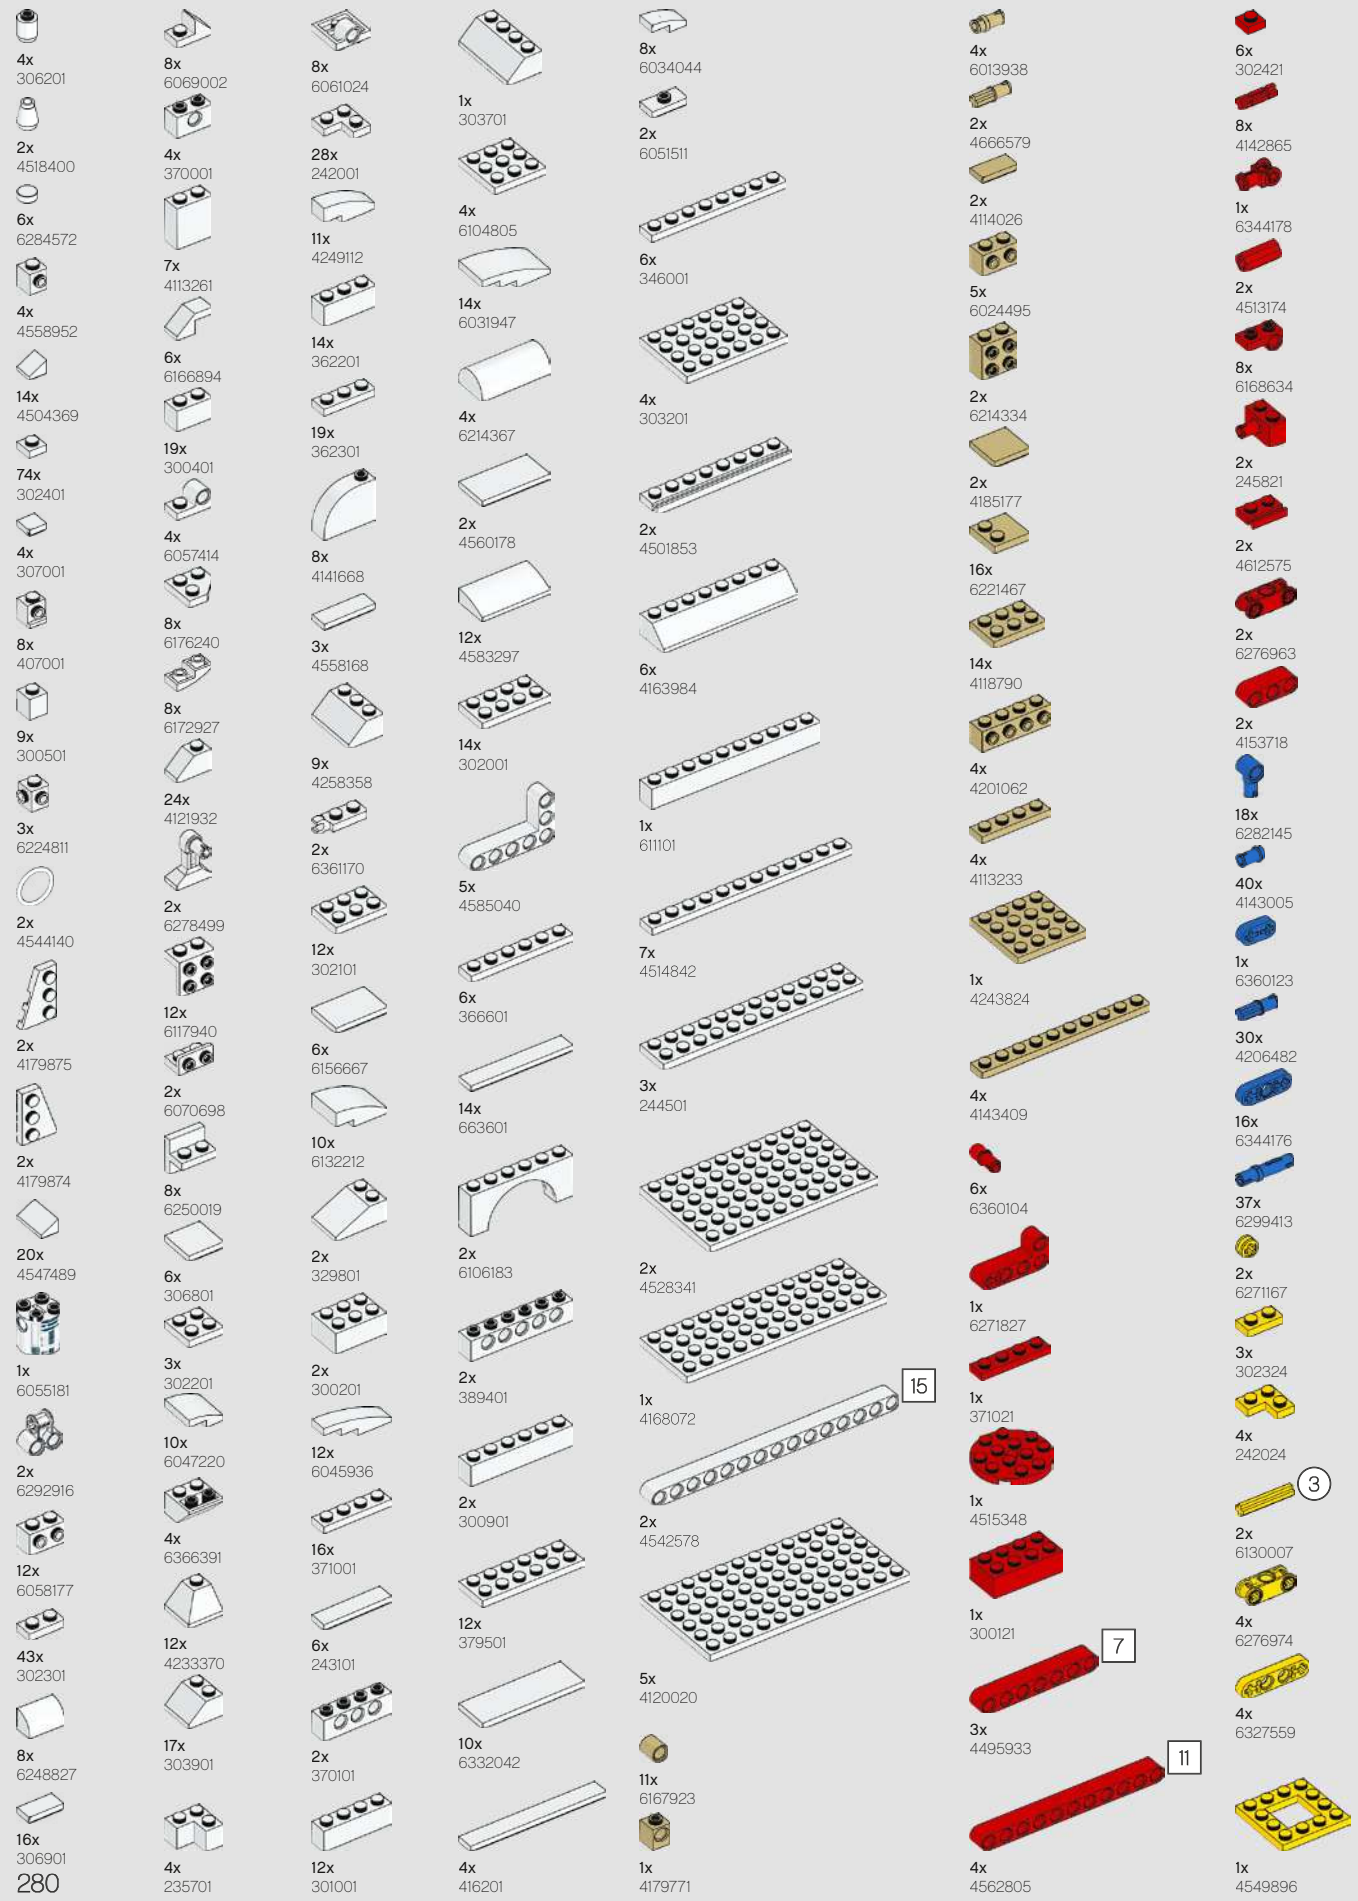 4x
306201
2x
4518400
6x
6284572
4x
4558952
14x
4504369
74x
302401
4x
307001
8x
407001
9x
300501
3x
6224811
2x
4544140
2x
4179875
2x
4179874
20x
4547489
1x
6055181
2x
6292916
12x
6058177
43x
302301
8x
6248827
16x
306901
280
8x
6069002
4x
370001
7x
4113261
6x
6166894
19x
300401
4x
6057414
8x
6176240
8x
6172927
24x
4121932
2x
6278499
12x
6117940
2x
6070698
8x
6250019
6x
306801
3x
302201
10x
6047220
4x
6366391
12x
4233370
17x
303901
4x
235701
8x
6061024
28x
242001
11x
4249112
14x
362201
19x
362301
8x
4141668
3x
4558168
9x
4258358
2x
6361170
12x
302101
6x
6156667
10x
6132212
2x
329801
2x
300201
12x
6045936
16x
371001
6x
243101
2x
370101
12x
301001
1x
303701
4x
6104805
14x
6031947
4x
6214367
2x
4560178
12x
4583297
14x
302001
5x
4585040
6x
366601
14x
663601
2x
6106183
2x
389401
2x
300901
12x
379501
10x
6332042
4x
416201
8x
6034044
2x
6051511
6x
346001
4x
303201
2x
4501853
6x
4163984
1x
611101
7x
4514842
3x
244501
2x
4528341
1x
4168072
15
2x
4542578
5x
4120020
11x
6167923
1x
4179771
4x
6013938
2x
4666579
2x
4114026
5x
6024495
2x
6214334
2x
4185177
16x
6221467
14x
4118790
4x
4201062
4x
4113233
1x
4243824
4x
4143409
6x
6360104
1x
6271827
1x
371021
1x
4515348
1x
300121
7
3x
4495933
11
4x
4562805
6x
302421
8x
4142865
1x
6344178
2x
4513174
8x
6168634
2x
245821
2x
4612575
2x
6276963
2x
4153718
18x
6282145
40x
4143005
1x
6360123
30x
4206482
16x
6344176
37x
6299413
2x
6271167
3x
302324
4x
242024
3
2x
6130007
4x
6276974
4x
6327559
1x
4549896